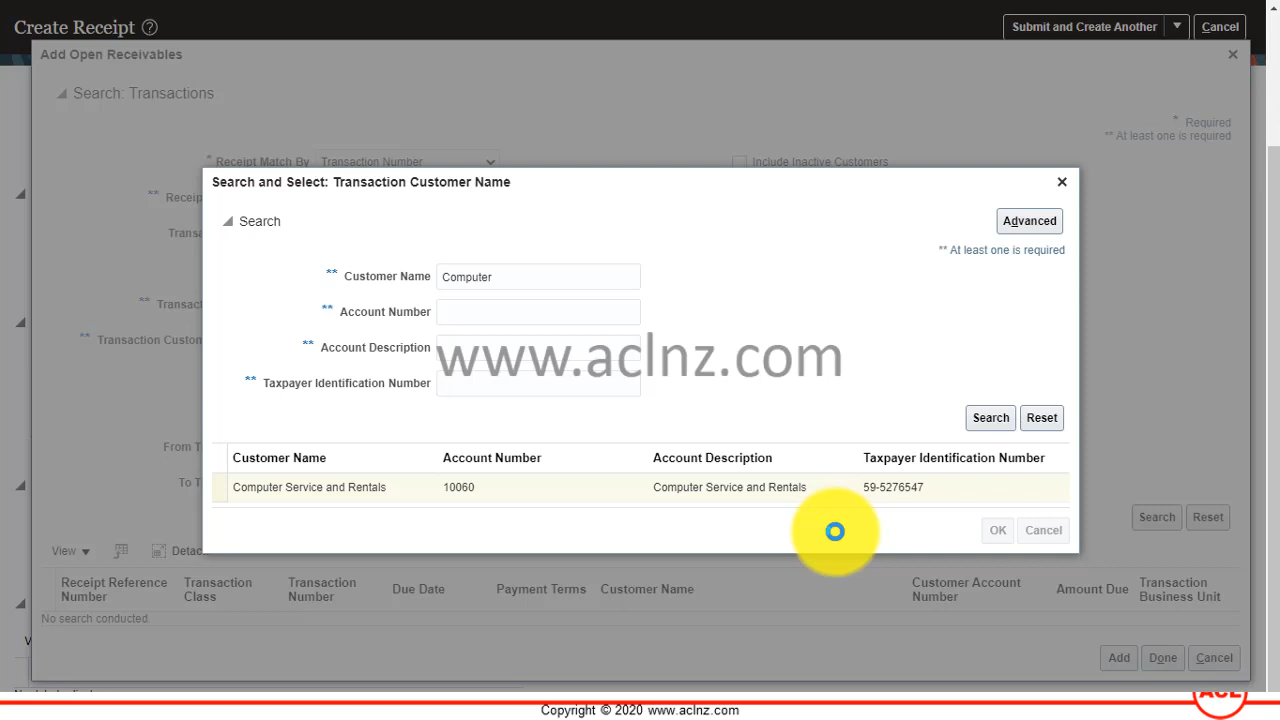 Create Receipt ?
Submit and Create Another
Cancel
Add Open Receivables
Search: Transactions
* Required
** At least one is required
* Receipt Match By Transaction Number
Include Inactive Customers
Search and Select: Transaction Customer Name
Search
Advanced
** At least one is required
** Customer Name Computer
** Account Number
** Account Description
** Taxpayer Identification Number
www.aclnz.com
Search Reset
Customer Name Account Number Account Description Taxpayer Identification Number
Computer Service and Rentals 10060 Computer Service and Rentals 59-5276547
OK Cancel
Search Reset
View
Receipt Reference Number Transaction Class Transaction Number Due Date Payment Terms Customer Name Customer Account Number Amount Due Transaction Business Unit
No search conducted.
Add Done Cancel
ACL
Copyright © 2020 www.aclnz.com